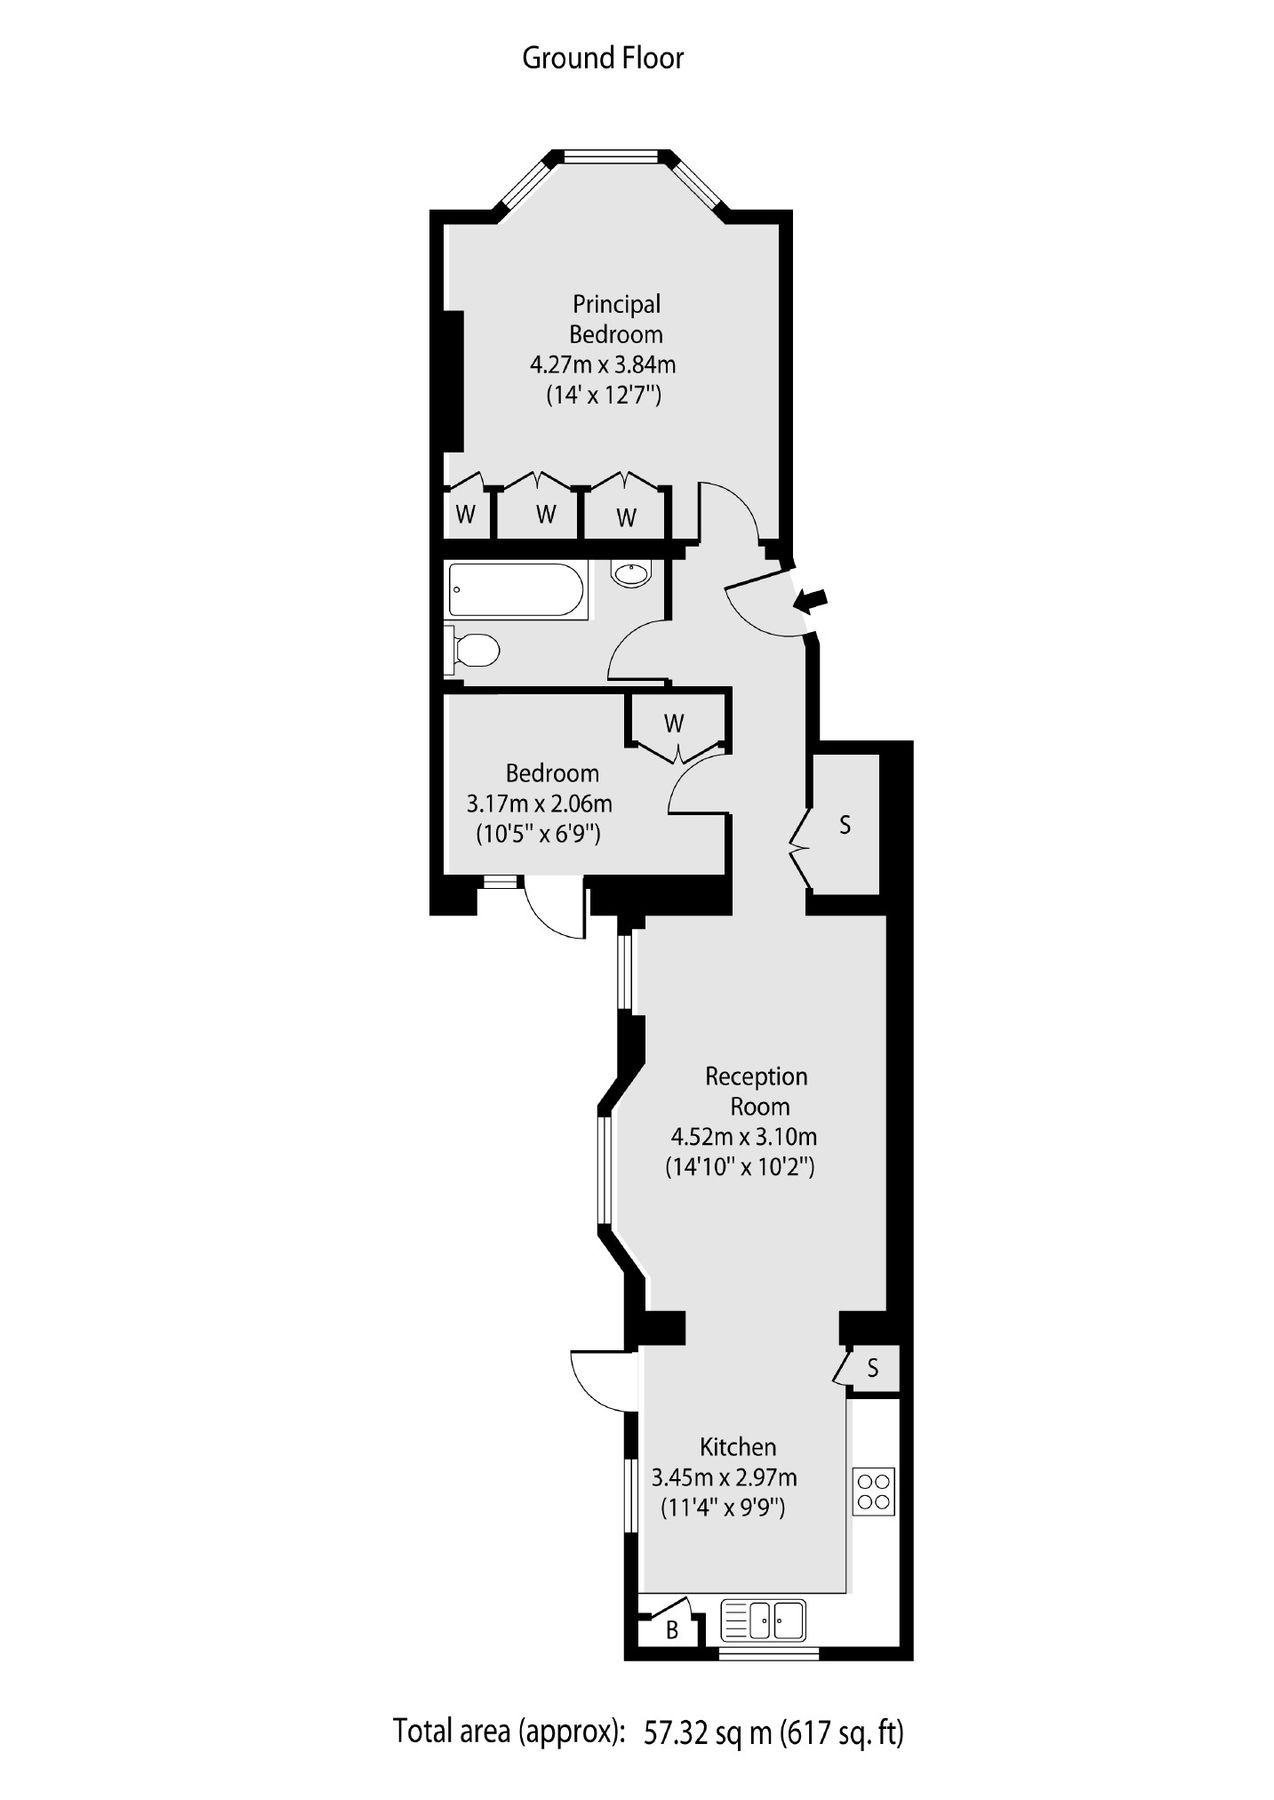 Ground Floor
Principal
Bedroom
4.27m x 3.84m
(14' x 12'7")
W
W
W
W
Bedroom
3.17m x 2.06m
(10'5" x 6'9")
S
Reception
Room
4.52m x 3.10m
(14'10" x 10'2")
S
Kitchen
3.45m x 2.97m
(11'4" x 9'9")
B
Total area (approx): 57.32 sq m (617 sq. ft)